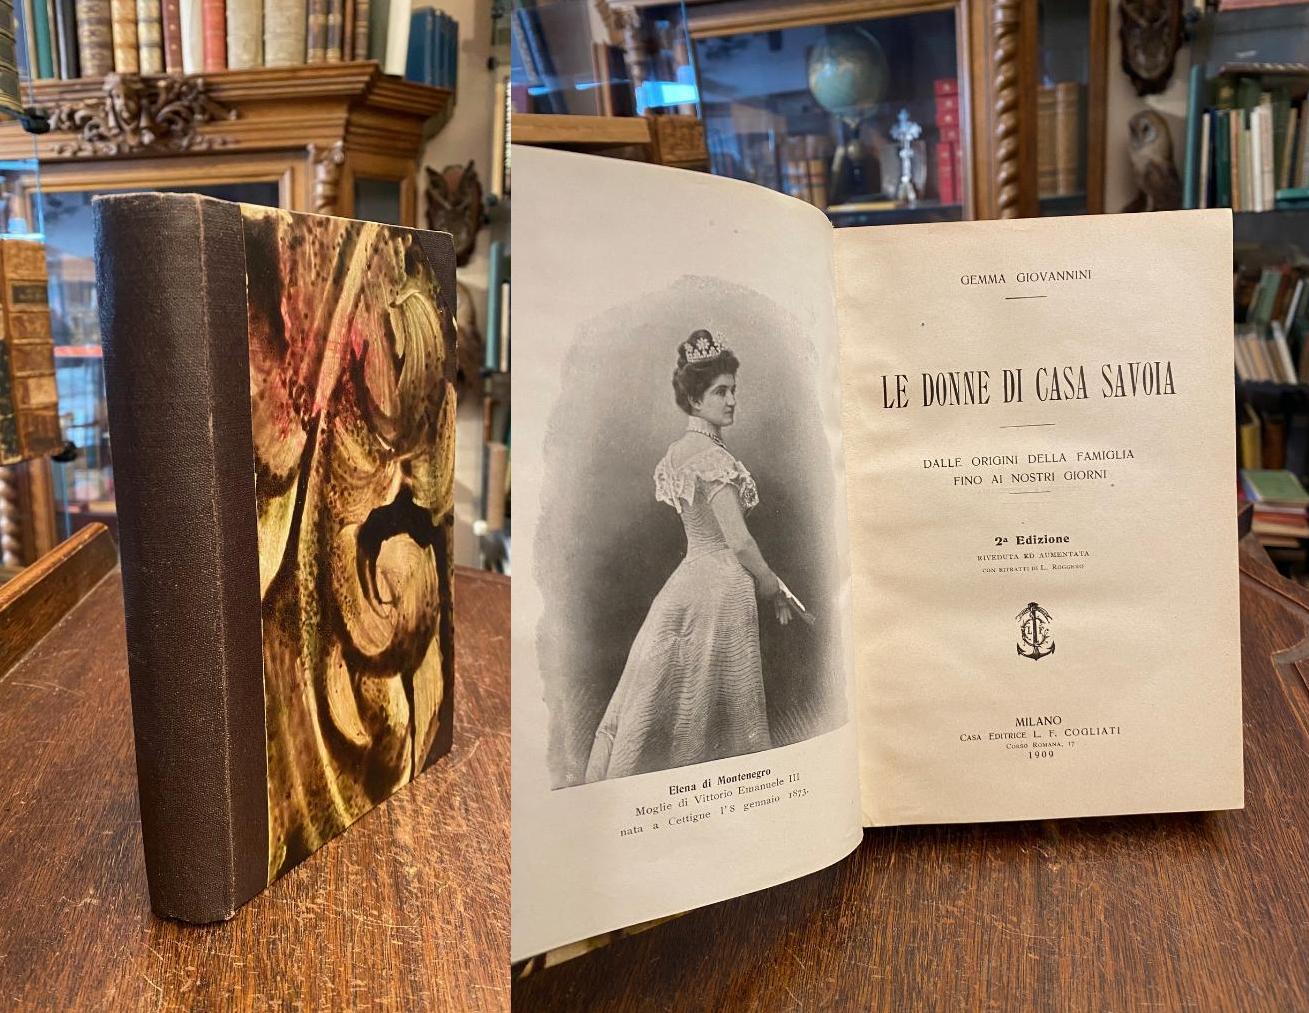 Elena di Montenegro
Moglie di Vittorio Emanuele III
nata a Cettigne l'8 gennaio 1873.
GEMMA GIOVANNINI
LE DONNE DI CASA SAVOIA
DALLE ORIGINI DELLA FAMIGLIA
FINO AI NOSTRI GIORNI
2ª Edizione
RIVEDUTA ED AUMENTATA
CON RITRATTI DI L. ROGGERO
MILANO
CASA EDITRICE L. F. COGLIATI
CORSO ROMANA, 17
1909